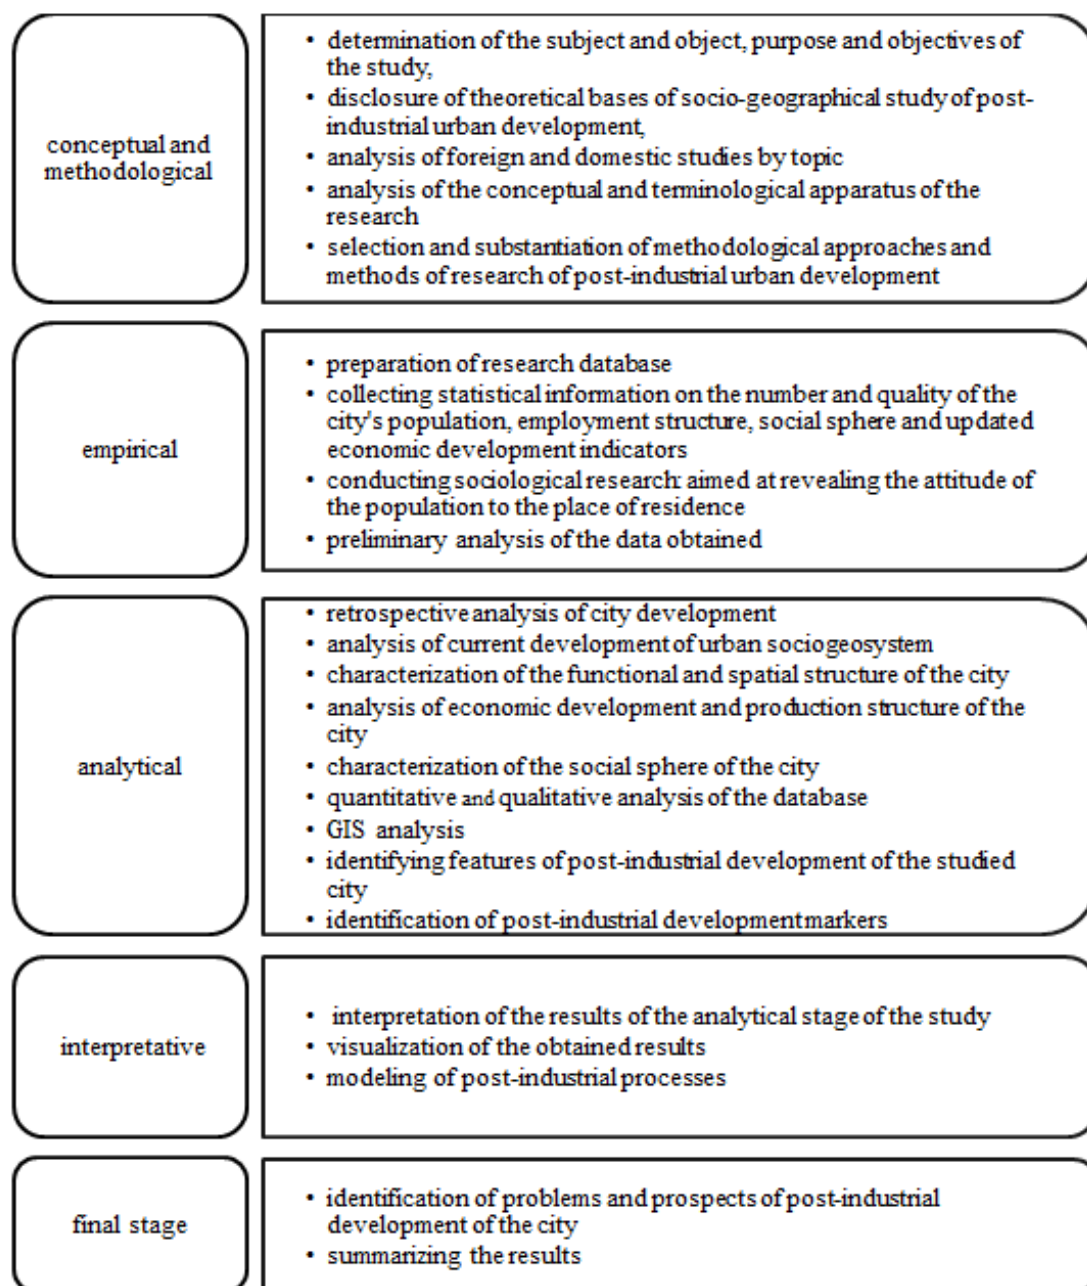 conceptual and
methodological
• determination of the subject and object, purpose and objectives of
the study,
• disclosure of theoretical bases of socio-geographical study of post-
industrial urban development,
• analysis of foreign and domestic studies by topic
• analysis of the conceptual and terminological apparatus of the
research
• selection and substantiation of methodological approaches and
methods of research of post-industrial urban development
empirical
• preparation of research database
• collecting statistical information on the number and quality of the
city's population, employment structure, social sphere and updated
economic development indicators
• conducting sociological research: aimed at revealing the attitude of
the population to the place of residence
• preliminary analysis of the data obtained
analytical
• retrospective analysis of city development
• analysis of current development of urban sociogeosystem
• characterization of the functional and spatial structure of the city
• analysis of economic development and production structure of the
city
• characterization of the social sphere of the city
• quantitative and qualitative analysis of the database
• GIS analysis
• identifying features of post-industrial development of the studied
city
• identification of post-industrial development markers
interpretative
• interpretation of the results of the analytical stage of the study
• visualization of the obtained results
• modeling of post-industrial processes
final stage
• identification of problems and prospects of post-industrial
development of the city
• summarizing the results